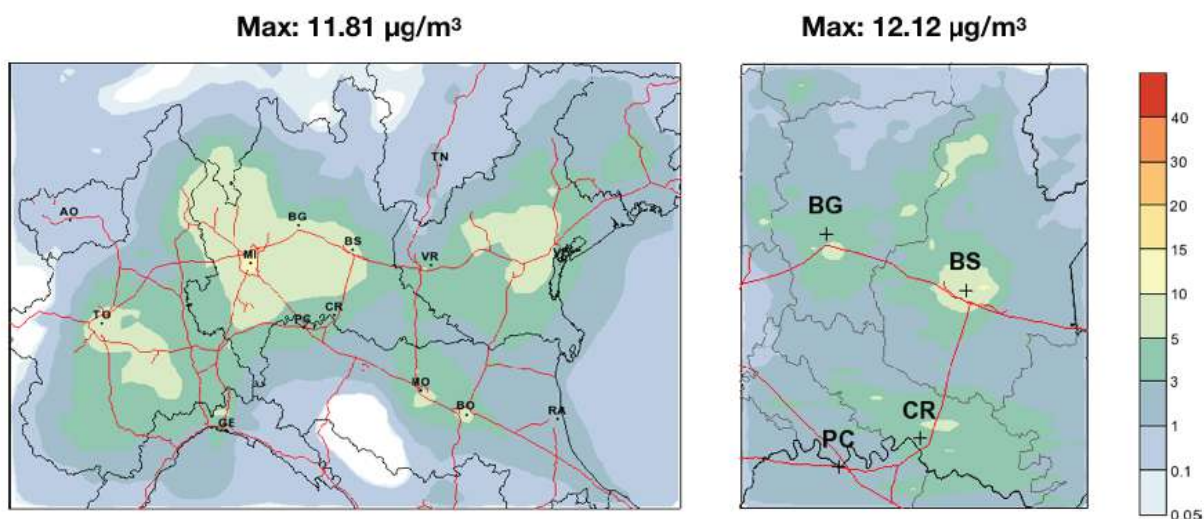 Max: 11.81 µg/m³
Max: 12.12 µg/m³
TN
AO
BG
MI
BS
VR
TO
PC
CR
GE
MO
BO
RA
BG
BS
CR
PC
40
30
20
15
10
5
3
1
0.1
0.05